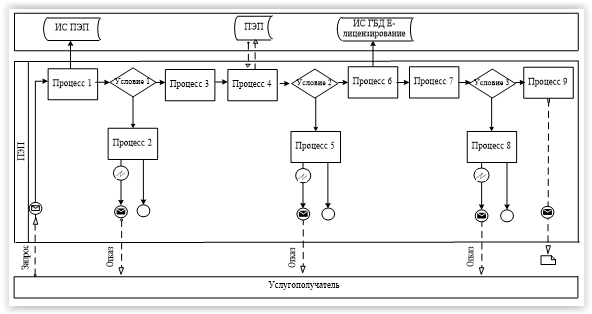 ИС ПЭП
ПЭП
ИС ГБД Е-
лицензирование
Процесс 1
Условие 1
Процесс 3
Процесс 4
Условие 2
Процесс 6
Процесс 7
Условие 3
Процесс 9
ПЭП
Процесс 2
Процесс 5
Процесс 8
Запрос
Отказ
Отказ
Отказ
Услугополучатель